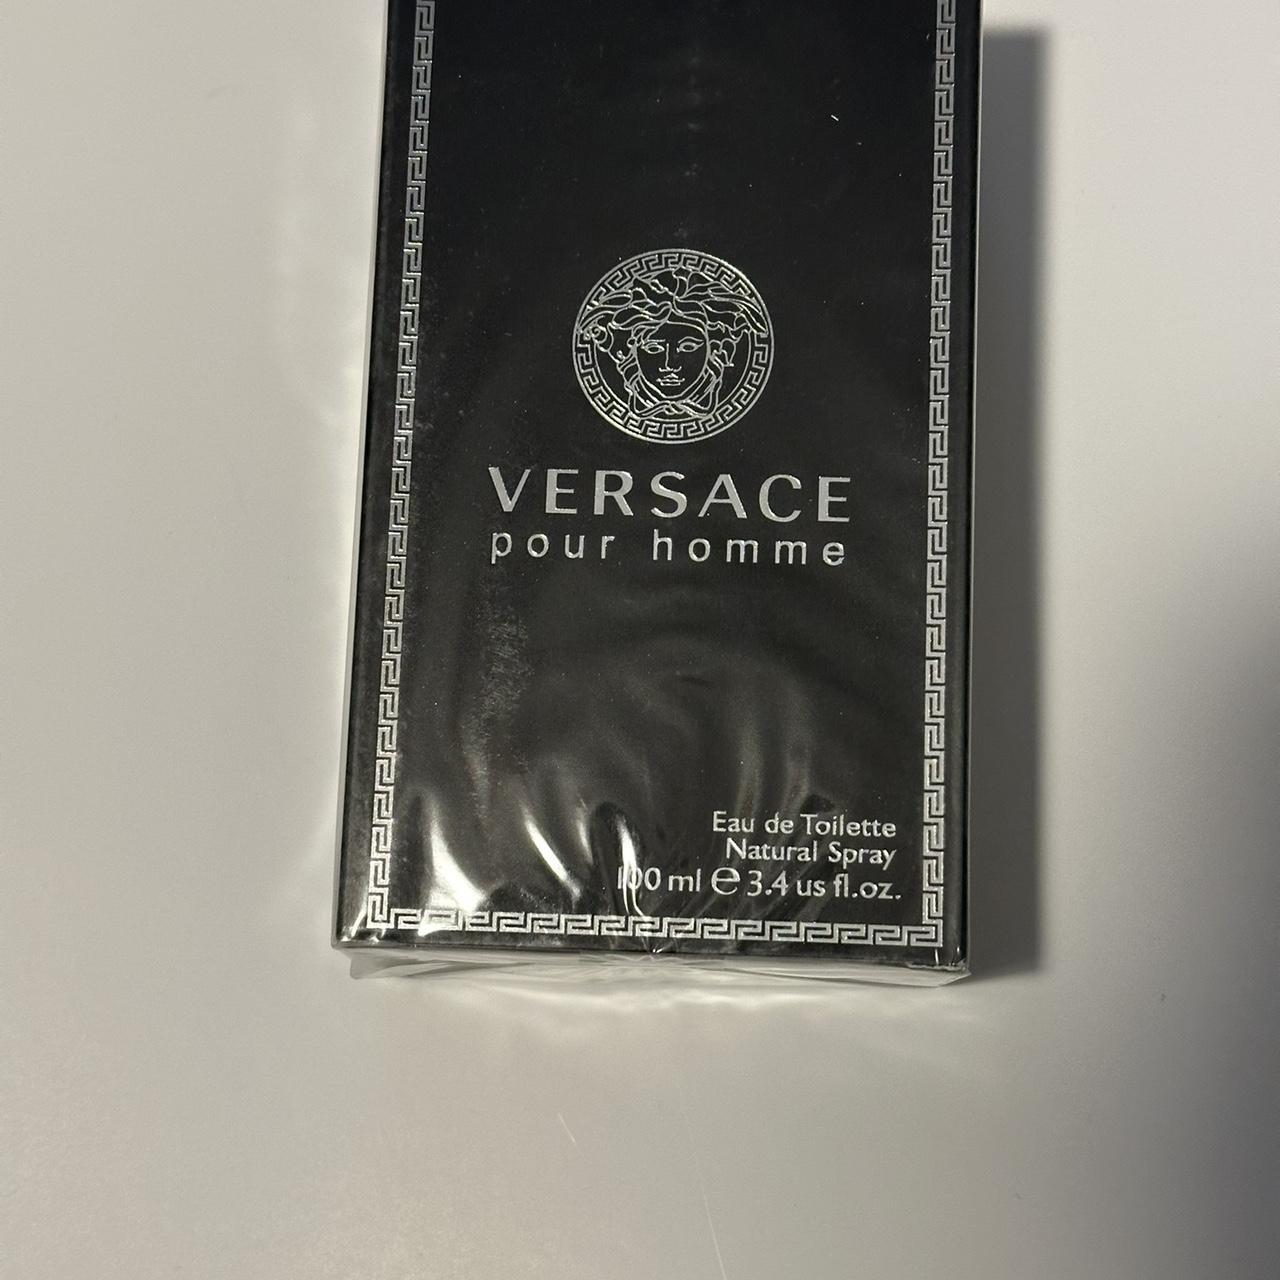 VERSACE
pour homme
Eau de Toilette
Natural Spray
100 ml ℮ 3.4 us fl.oz.